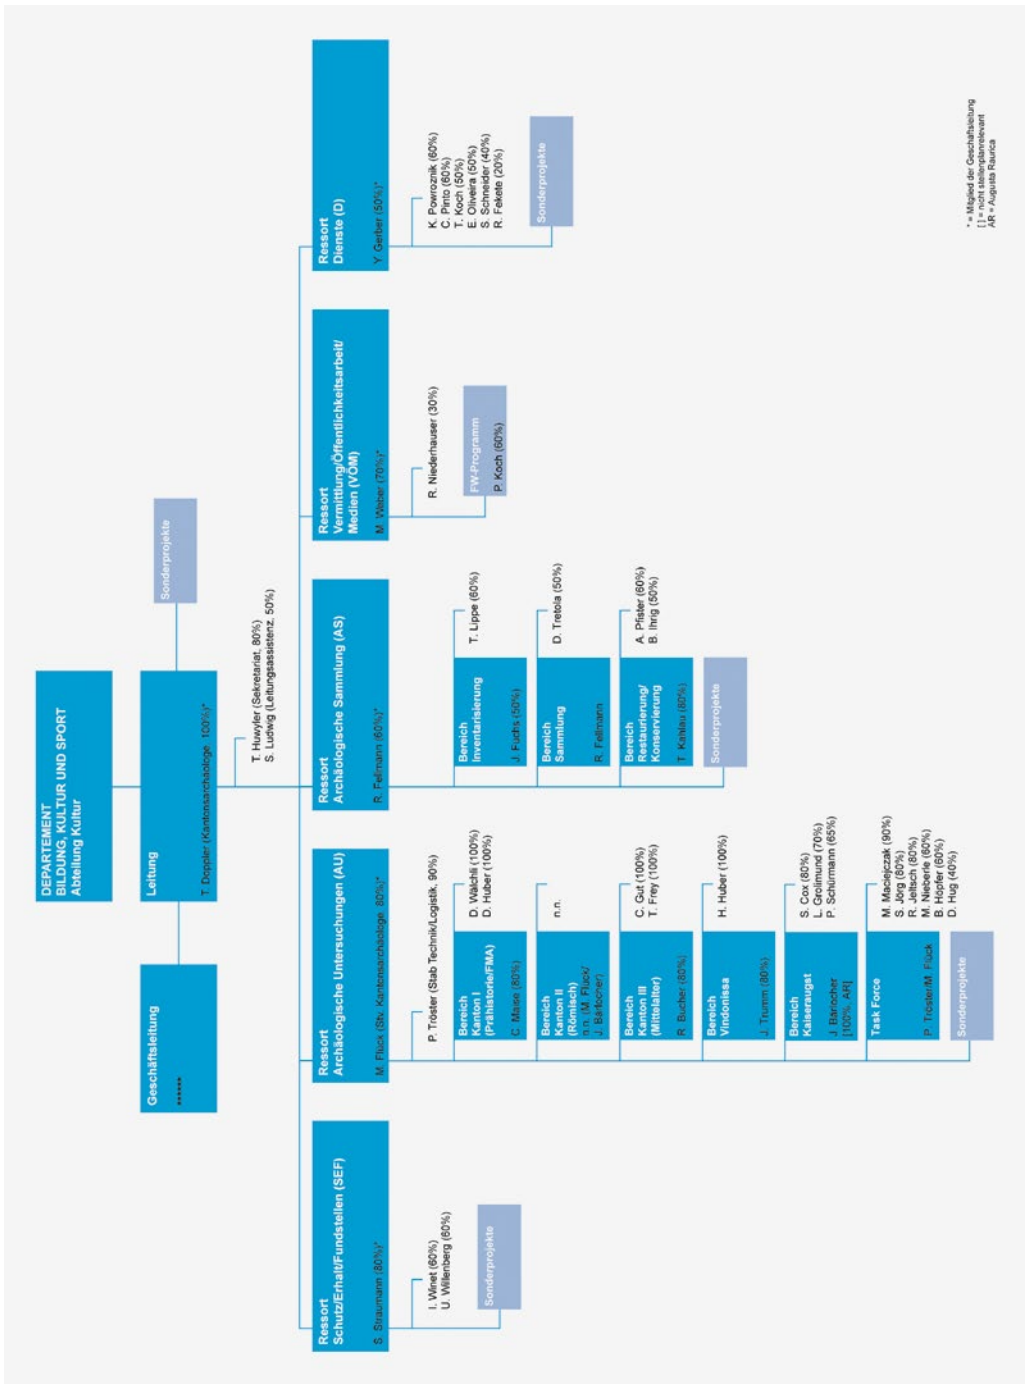 DEPARTEMENT
BILDUNG, KULTUR UND SPORT
Abteilung Kultur
Geschäftsleitung
••••••
Leitung
T. Doppler (Kantonsarchäologe 100%)*
Sonderprojekte
T. Huwyler (Sekretariat, 80%)
S. Ludwig (Leitungsassistenz, 50%)
Ressort
Schutz/Erhalt/Fundstellen (SEF)
S. Straumann (80%)*
I. Winet (60%)
U. Willenberg (60%)
Sonderprojekte
Ressort
Archäologische Untersuchungen (AU)
M. Flück (Stv. Kantonsarchäologe 80%)*
P. Tröster (Stab Technik/Logistik, 90%)
Bereich
Kanton I
(Prähistorie/FMA)
C. Maise (80%)
D. Wälchli (100%)
D. Huber (100%)
Bereich
Kanton II
(Römisch)
n.n. (M. Flück/
J. Bärlocher)
n.n.
Bereich
Kanton III
(Mittelalter)
R. Bucher (80%)
C. Gut (100%)
T. Frey (100%)
Bereich
Vindonissa
J. Trumm (80%)
H. Huber (100%)
Bereich
Kaiseraugst
J. Bärlocher
[100%, AR]
S. Cox (80%)
L. Grolimund (70%)
P. Schürmann (65%)
Task Force
P. Tröster/M. Flück
M. Maciejczak (90%)
S. Jörg (80%)
R. Jeltsch (80%)
M. Nieberle (60%)
B. Höpfer (60%)
D. Hug (40%)
Sonderprojekte
Ressort
Archäologische Sammlung (AS)
R. Fellmann (60%)*
Bereich
Inventarisierung
J. Fuchs (50%)
T. Lippe (60%)
Bereich
Sammlung
R. Fellmann
D. Tretola (50%)
Bereich
Restaurierung/
Konservierung
T. Kahlau (80%)
A. Pfister (60%)
B. Ihrig (50%)
Sonderprojekte
Ressort
Vermittlung/Öffentlichkeitsarbeit/
Medien (VÖM)
M. Weber (70%)*
R. Niederhauser (30%)
FW-Programm
P. Koch (60%)
Ressort
Dienste (D)
Y. Gerber (50%)*
K. Powroznik (60%)
C. Pinto (60%)
T. Koch (50%)
E. Oliveira (50%)
S. Schneider (40%)
R. Fekete (20%)
Sonderprojekte
* = Mitglied der Geschäftsleitung
[ ] = nicht stellenplanrelevant
AR = Augusta Raurica